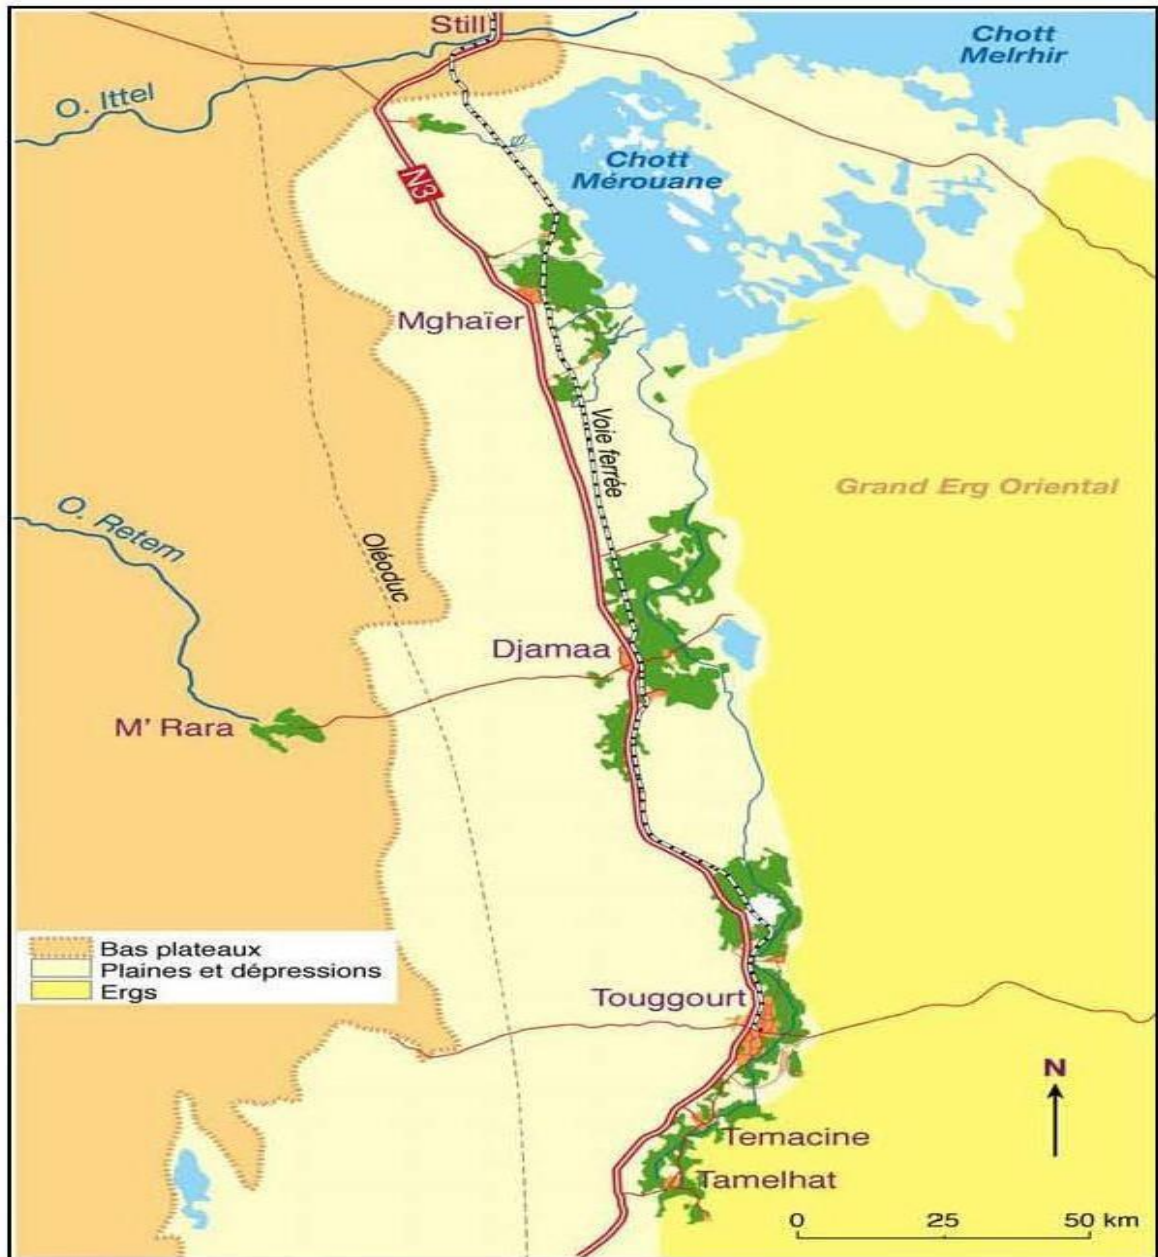 Still
Chott
Melrhir
O. Ittel
Chott
Mérouane
N3
Mghaïer
Voie ferrée
Grand Erg Oriental
O. Retem
Oléoduc
Djamaa
M' Rara
Bas plateaux
Plaines et dépressions
Ergs
Touggourt
N
Temacine
Tamelhat
0 25 50 km